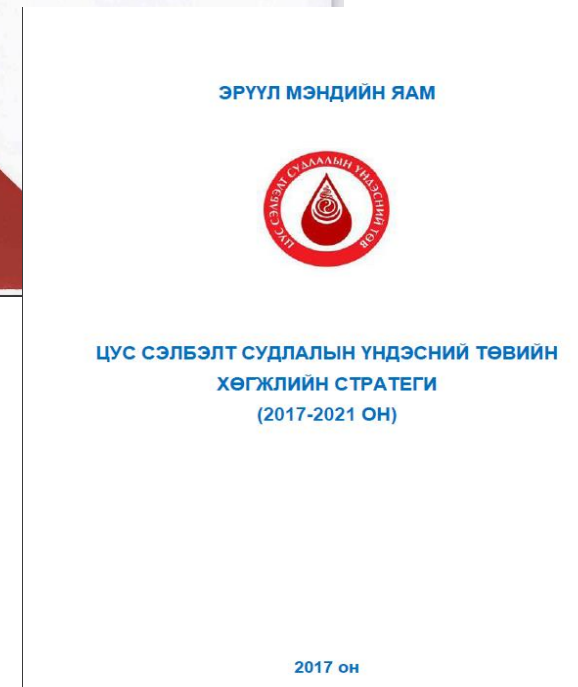 ЭРҮҮЛ МЭНДИЙН ЯАМ
ЦУС СЭЛБЭЛТ СУДЛАЛЫН ҮНДЭСНИЙ ТӨВ
ЦУС СЭЛБЭЛТ СУДЛАЛЫН ҮНДЭСНИЙ ТӨВИЙН
ХӨГЖЛИЙН СТРАТЕГИ
(2017-2021 ОН)
2017 он